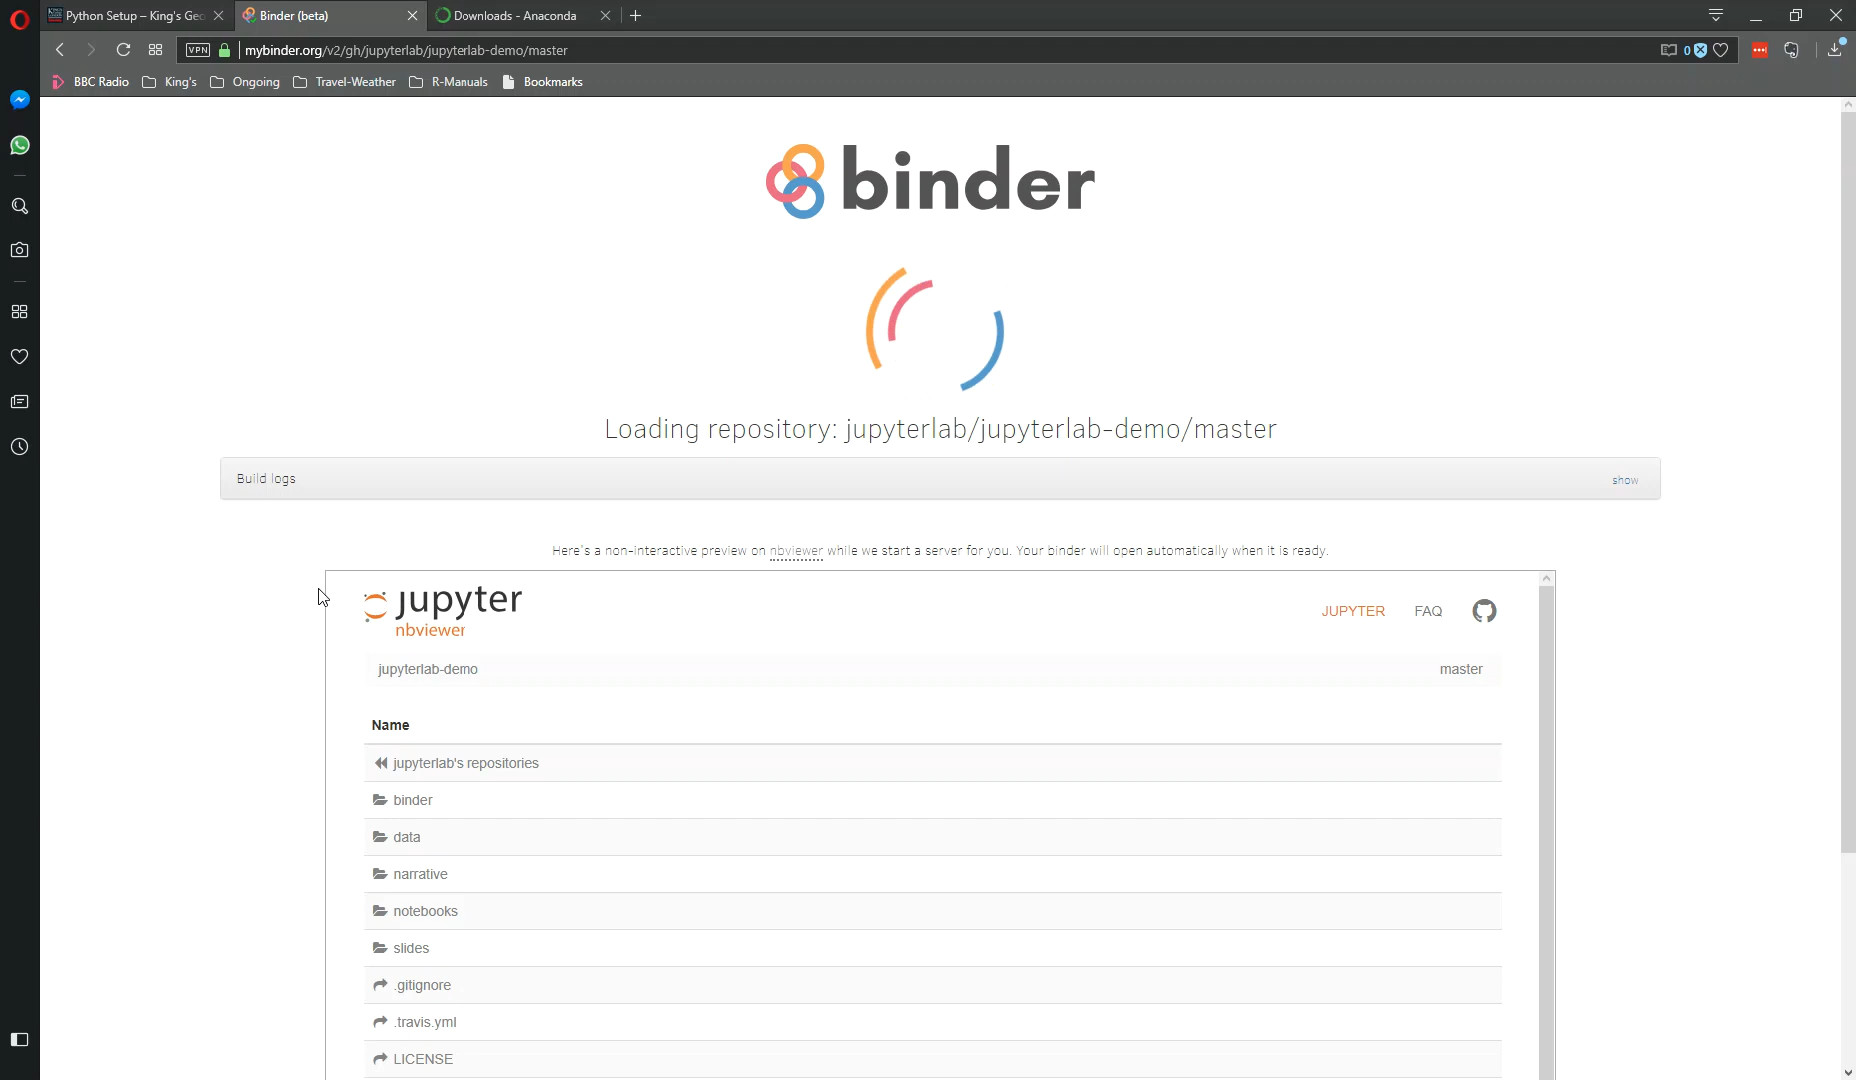 Python Setup – King's Geo
Binder (beta)
Downloads - Anaconda
VPN
mybinder.org/v2/gh/jupyterlab/jupyterlab-demo/master
0
BBC Radio
King's
Ongoing
Travel-Weather
R-Manuals
Bookmarks
binder
Loading repository: jupyterlab/jupyterlab-demo/master
Build logs
show
Here's a non-interactive preview on nbviewer while we start a server for you. Your binder will open automatically when it is ready.
jupyter
nbviewer
JUPYTER
FAQ
jupyterlab-demo
master
Name
jupyterlab's repositories
binder
data
narrative
notebooks
slides
.gitignore
.travis.yml
LICENSE